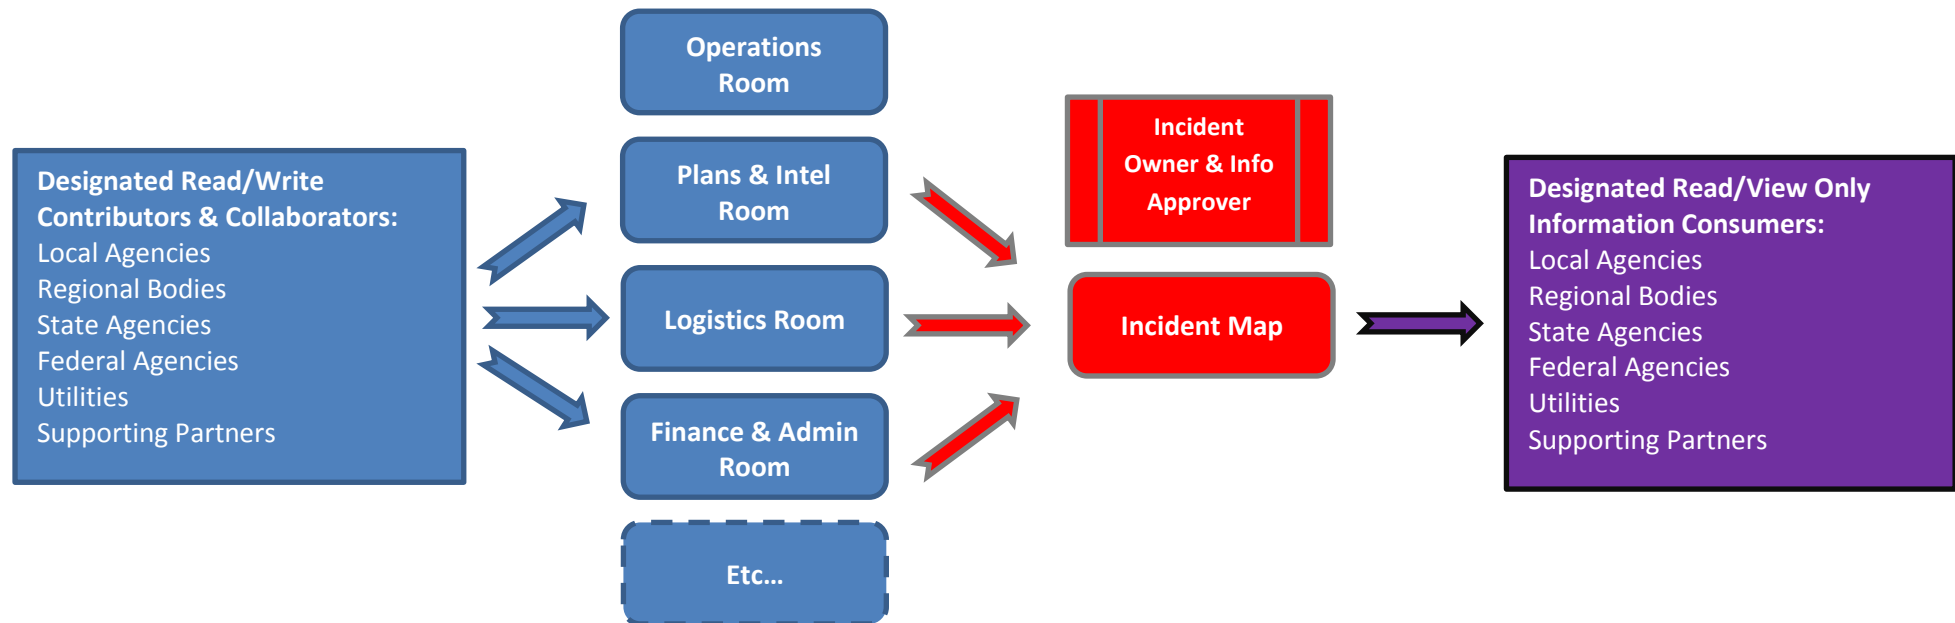 Designated Read/Write
Contributors & Collaborators:
Local Agencies
Regional Bodies
State Agencies
Federal Agencies
Utilities
Supporting Partners
Operations
Room
Plans & Intel
Room
Logistics Room
Finance & Admin
Room
Etc...
Incident
Owner & Info
Approver
Incident Map
Designated Read/View Only
Information Consumers:
Local Agencies
Regional Bodies
State Agencies
Federal Agencies
Utilities
Supporting Partners